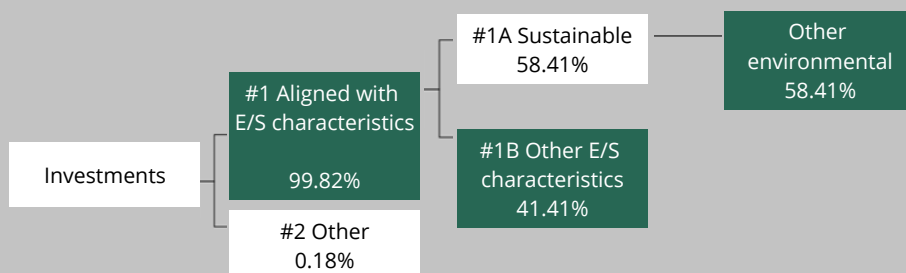 Investments
#1 Aligned with
E/S characteristics
99.82%
#2 Other
0.18%
#1A Sustainable
58.41%
#1B Other E/S
characteristics
41.41%
Other
environmental
58.41%